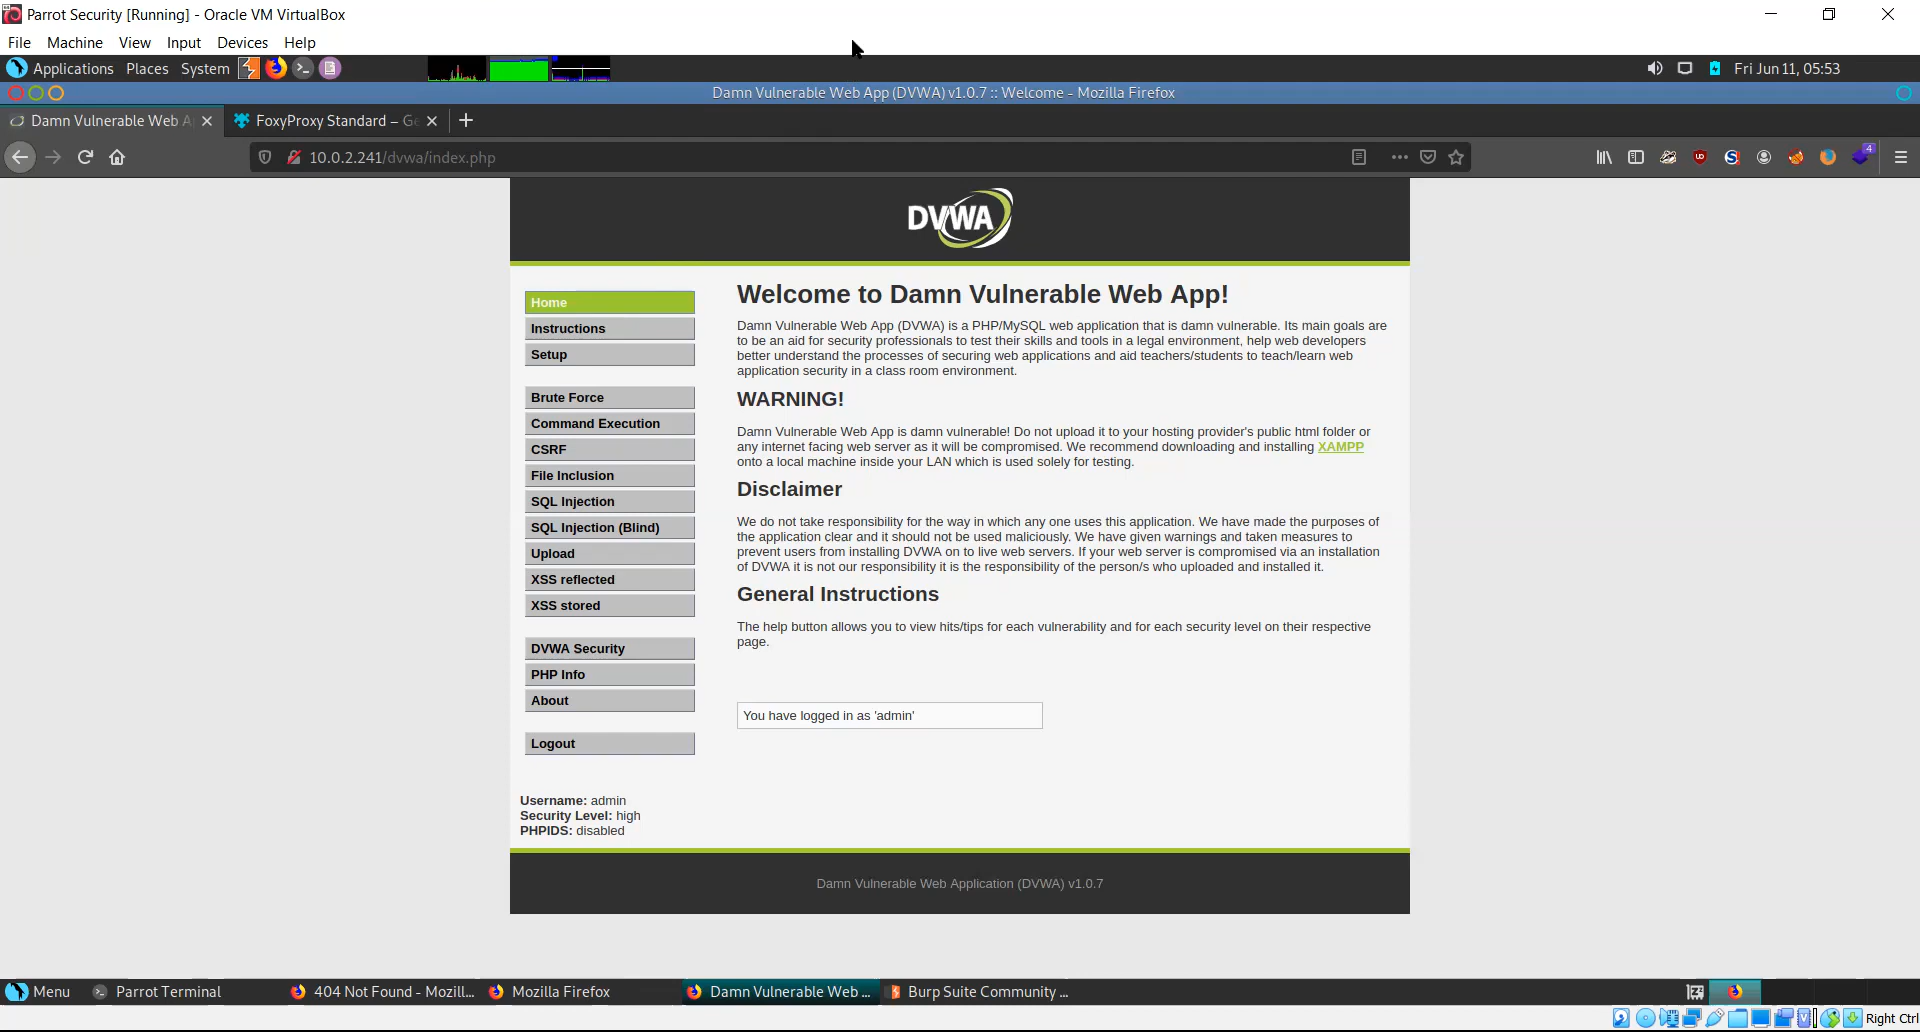 Parrot Security [Running] - Oracle VM VirtualBox
File Machine View Input Devices Help
Applications Places System Fri Jun 11, 05:53
Damn Vulnerable Web App (DVWA) v1.0.7 :: Welcome - Mozilla Firefox
Damn Vulnerable Web A FoxyProxy Standard – Ge
10.0.2.241/dvwa/index.php
4
DVWA
Home
Instructions
Setup
Brute Force
Command Execution
CSRF
File Inclusion
SQL Injection
SQL Injection (Blind)
Upload
XSS reflected
XSS stored
DVWA Security
PHP Info
About
Logout
Welcome to Damn Vulnerable Web App!
Damn Vulnerable Web App (DVWA) is a PHP/MySQL web application that is damn vulnerable. Its main goals are
to be an aid for security professionals to test their skills and tools in a legal environment, help web developers
better understand the processes of securing web applications and aid teachers/students to teach/learn web
application security in a class room environment.
WARNING!
Damn Vulnerable Web App is damn vulnerable! Do not upload it to your hosting provider's public html folder or
any internet facing web server as it will be compromised. We recommend downloading and installing XAMPP
onto a local machine inside your LAN which is used solely for testing.
Disclaimer
We do not take responsibility for the way in which any one uses this application. We have made the purposes of
the application clear and it should not be used maliciously. We have given warnings and taken measures to
prevent users from installing DVWA on to live web servers. If your web server is compromised via an installation
of DVWA it is not our responsibility it is the responsibility of the person/s who uploaded and installed it.
General Instructions
The help button allows you to view hits/tips for each vulnerability and for each security level on their respective
page.
You have logged in as 'admin'
Username: admin
Security Level: high
PHPIDS: disabled
Damn Vulnerable Web Application (DVWA) v1.0.7
Menu Parrot Terminal 404 Not Found - Mozill... Mozilla Firefox Damn Vulnerable Web ... Burp Suite Community ...
Right Ctrl